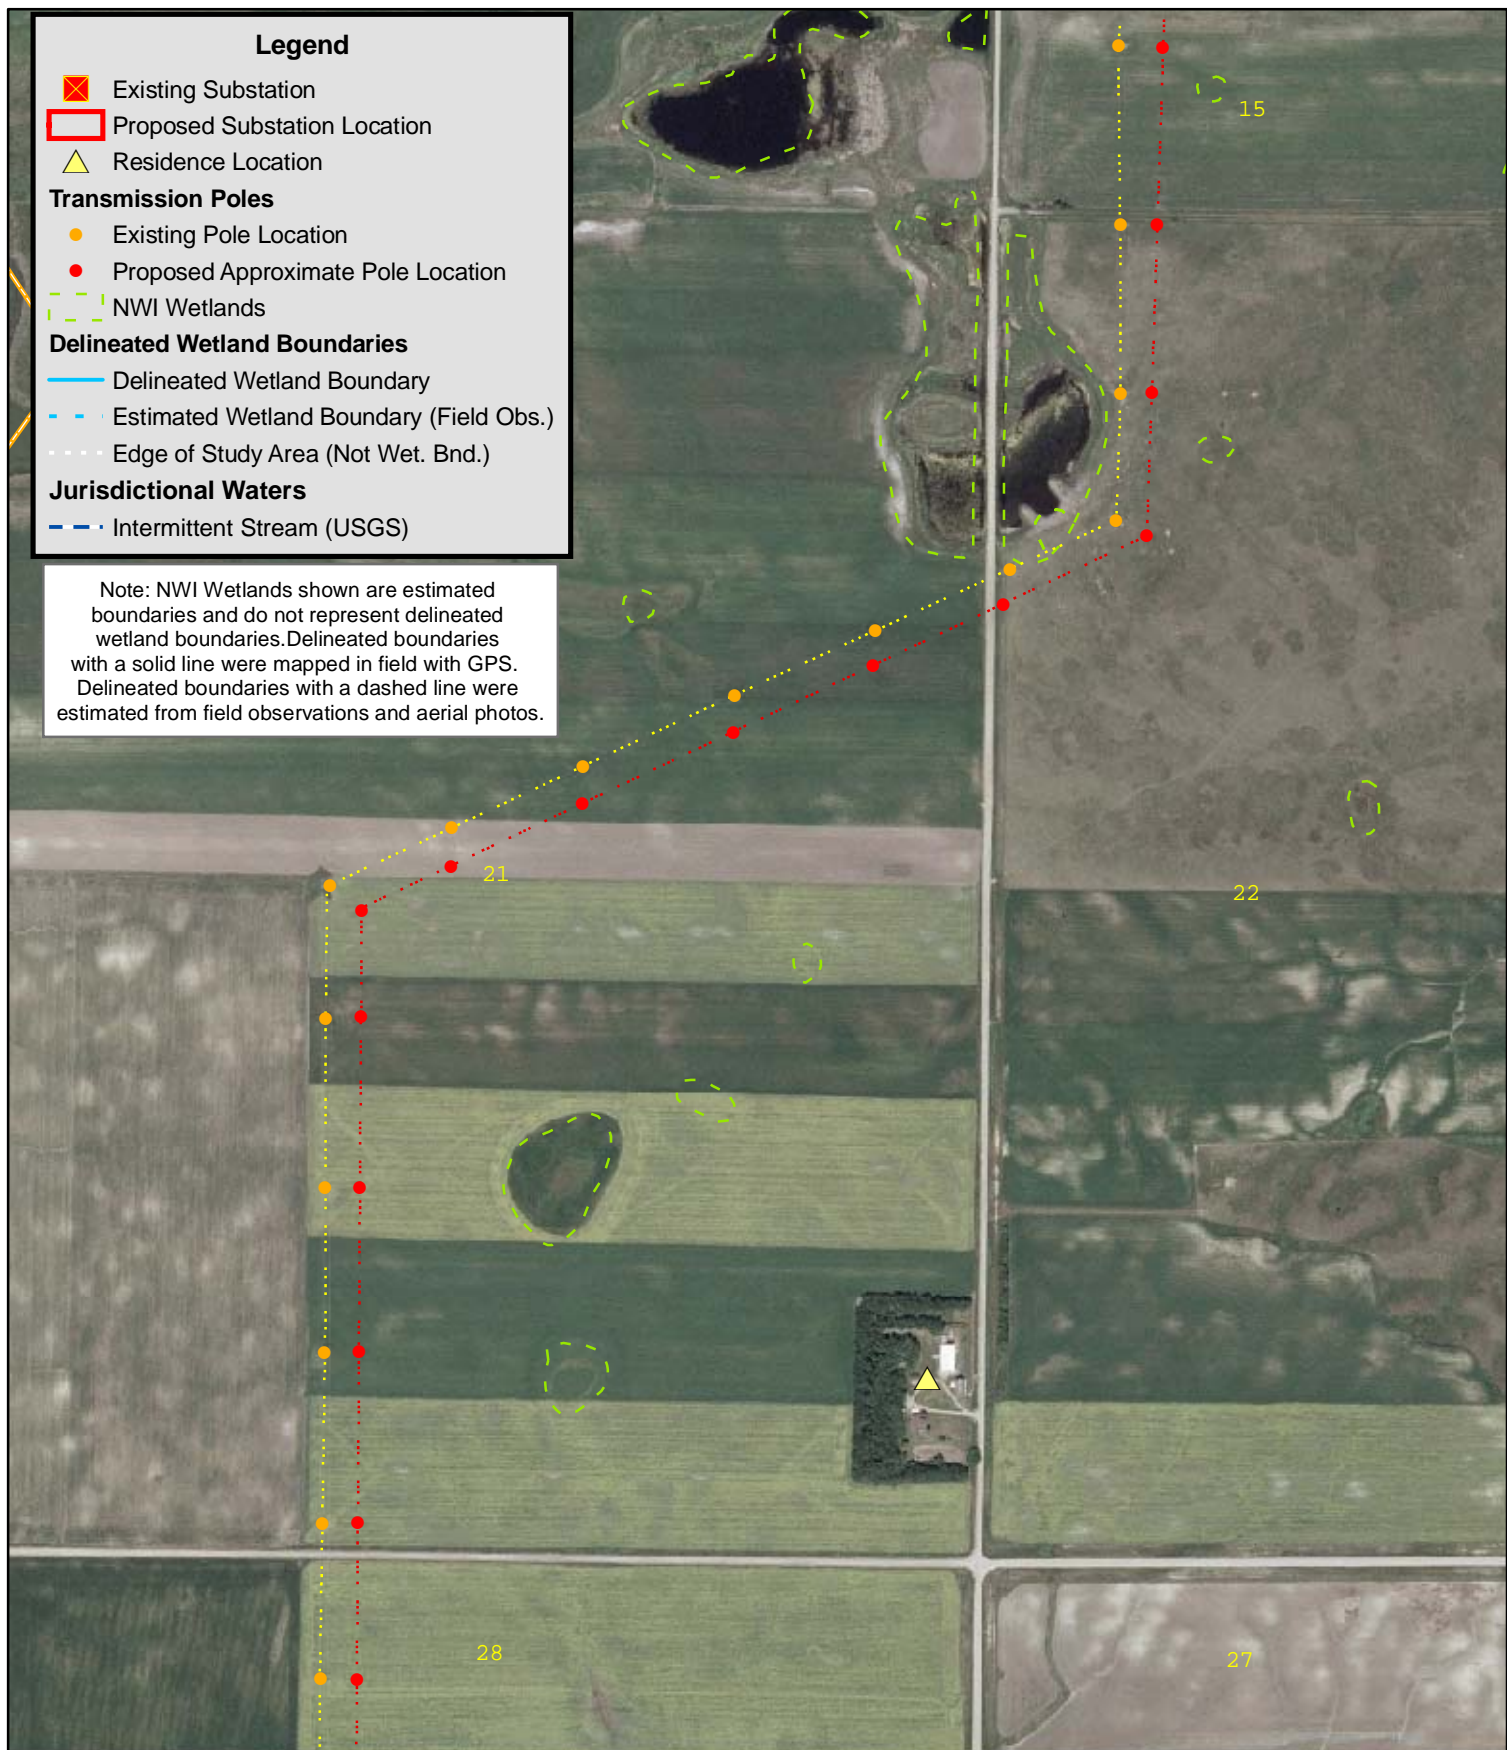 Legend
Existing Substation
Proposed Substation Location
Residence Location
Transmission Poles
Existing Pole Location
Proposed Approximate Pole Location
NWI Wetlands
Delineated Wetland Boundaries
Delineated Wetland Boundary
Estimated Wetland Boundary (Field Obs.)
Edge of Study Area (Not Wet. Bnd.)
Jurisdictional Waters
Intermittent Stream (USGS)
Note: NWI Wetlands shown are estimated
boundaries and do not represent delineated
wetland boundaries.Delineated boundaries
with a solid line were mapped in field with GPS.
Delineated boundaries with a dashed line were
estimated from field observations and aerial photos.
15
21
22
28
27